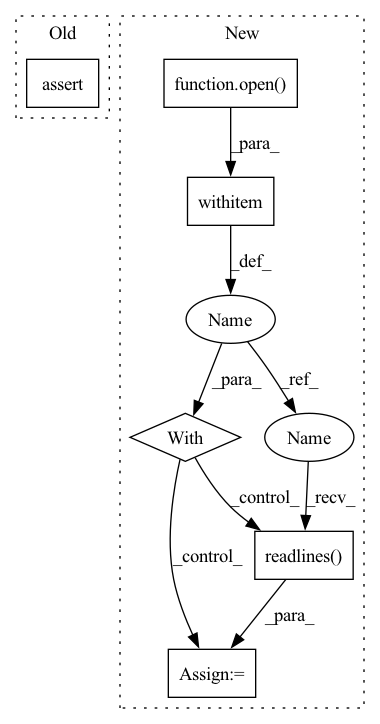 Old
New
assert
function.open()
_para_
withitem
_def_
Name
_para_
_ref_
With
Name
_control_
_recv_
_control_
readlines()
_para_
Assign:=